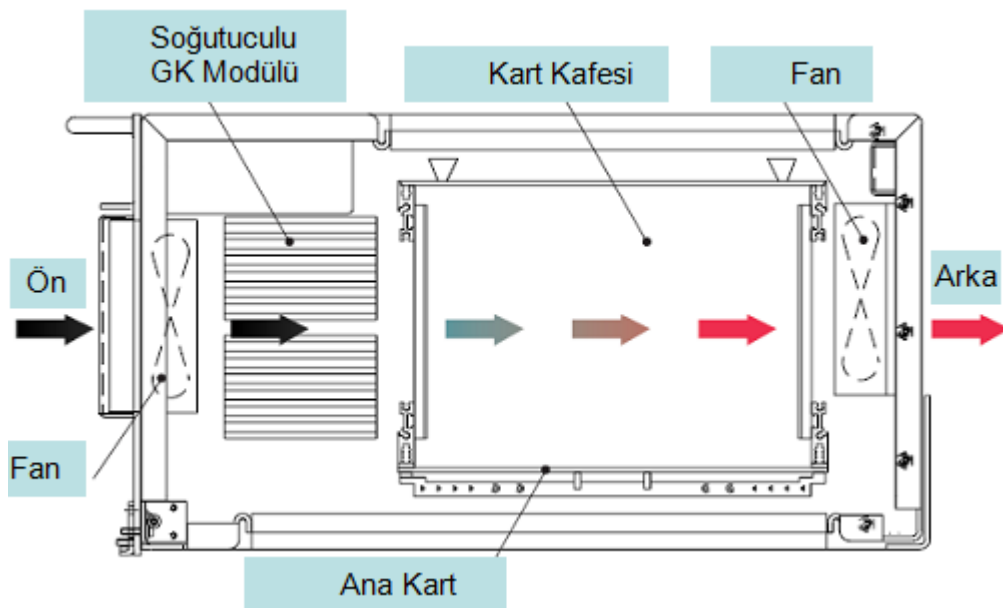 Soğutuculu
GK Modülü
Kart Kafesi
Fan
Ön
Arka
Fan
Ana Kart